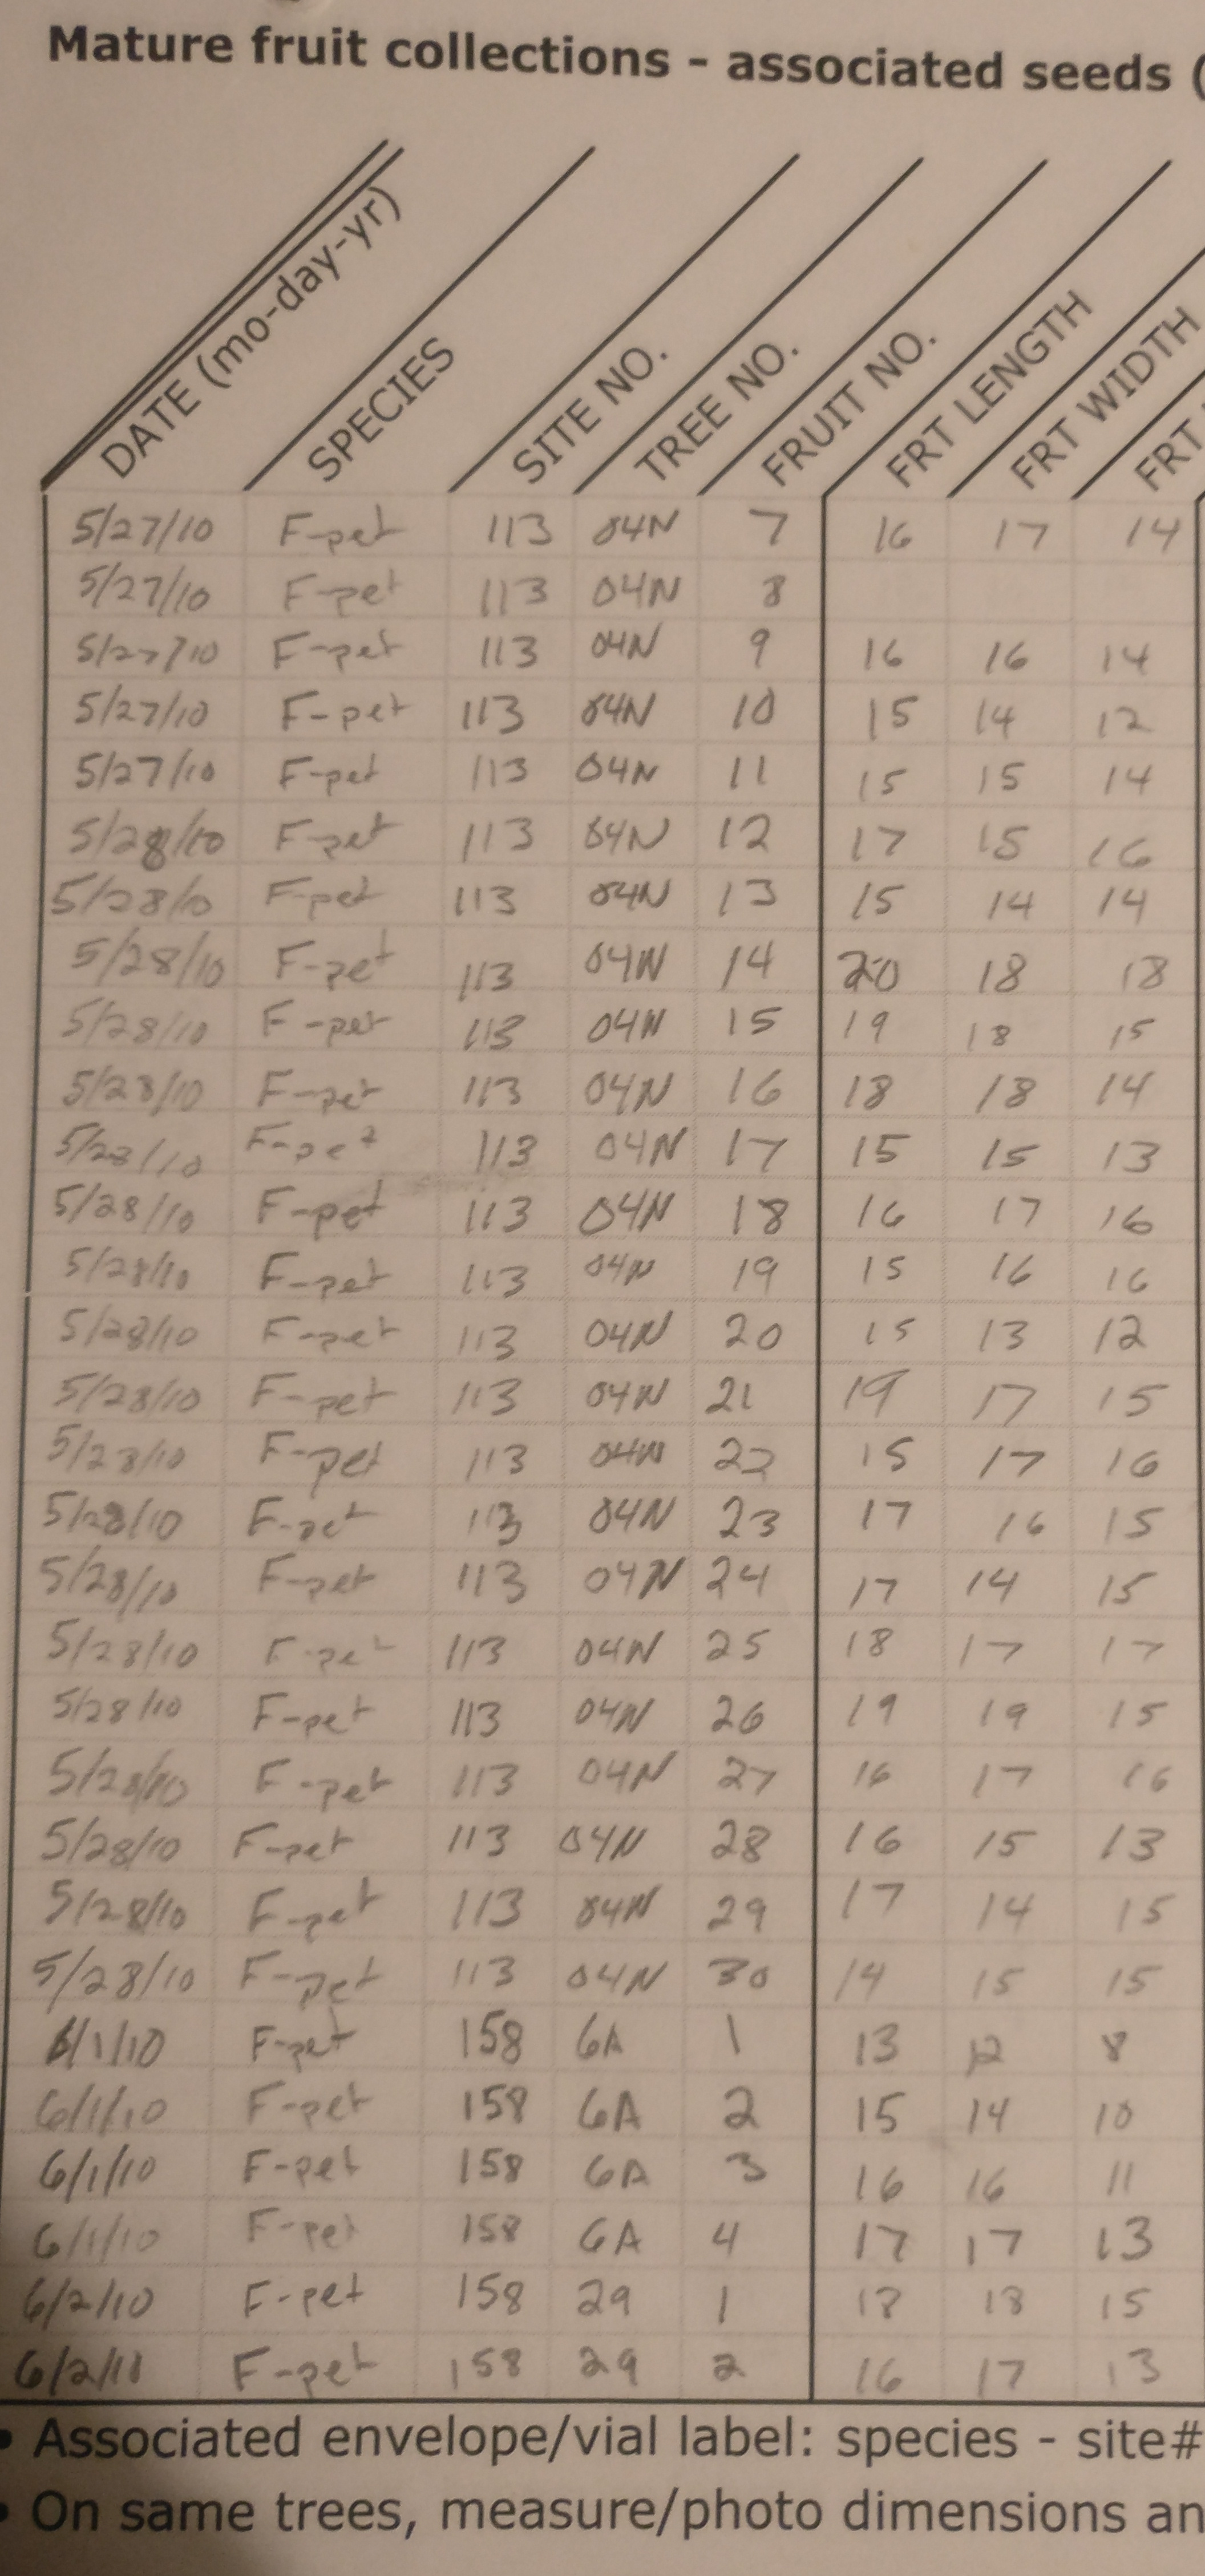 Mature fruit collections - associated seeds (
DATE (mo-day-yr) SPECIES SITE NO. TREE NO. FRUIT NO. FRT LENGTH FRT WIDTH FRT
5/27/10 F-pet 113 04N 7 16 17 14
5/27/10 F-pet 113 04N 8
5/27/10 F-pet 113 04N 9 16 16 14
5/27/10 F-pet 113 04N 10 15 14 12
5/27/10 F-pet 113 04N 11 15 15 14
5/28/10 F-pet 113 04N 12 17 15 16
5/28/10 F-pet 113 04N 13 15 14 14
5/28/10 F-pet 113 04N 14 20 18 18
5/28/10 F-pet 113 04N 15 19 18 15
5/28/10 F-pet 113 04N 16 18 18 14
5/28/10 F-pet 113 04N 17 15 15 13
5/28/10 F-pet 113 04N 18 16 17 16
5/28/10 F-pet 113 04N 19 15 16 16
5/28/10 F-pet 113 04N 20 15 13 12
5/28/10 F-pet 113 04N 21 19 17 15
5/28/10 F-pet 113 04N 22 15 17 16
5/28/10 F-pet 113 04N 23 17 16 15
5/28/10 F-pet 113 04N 24 17 14 15
5/28/10 F-pet 113 04N 25 18 17 17
5/28/10 F-pet 113 04N 26 19 19 15
5/28/10 F-pet 113 04N 27 16 17 16
5/28/10 F-pet 113 04N 28 16 15 13
5/28/10 F-pet 113 04N 29 17 14 15
5/28/10 F-pet 113 04N 30 14 15 15
6/1/10 F-pet 158 6A 1 13 12 8
6/1/10 F-pet 158 6A 2 15 14 10
6/1/10 F-pet 158 6A 3 16 16 11
6/1/10 F-pet 158 6A 4 17 17 13
6/2/10 F-pet 158 29 1 18 18 15
6/2/10 F-pet 158 29 2 16 17 13
• Associated envelope/vial label: species - site#
• On same trees, measure/photo dimensions an